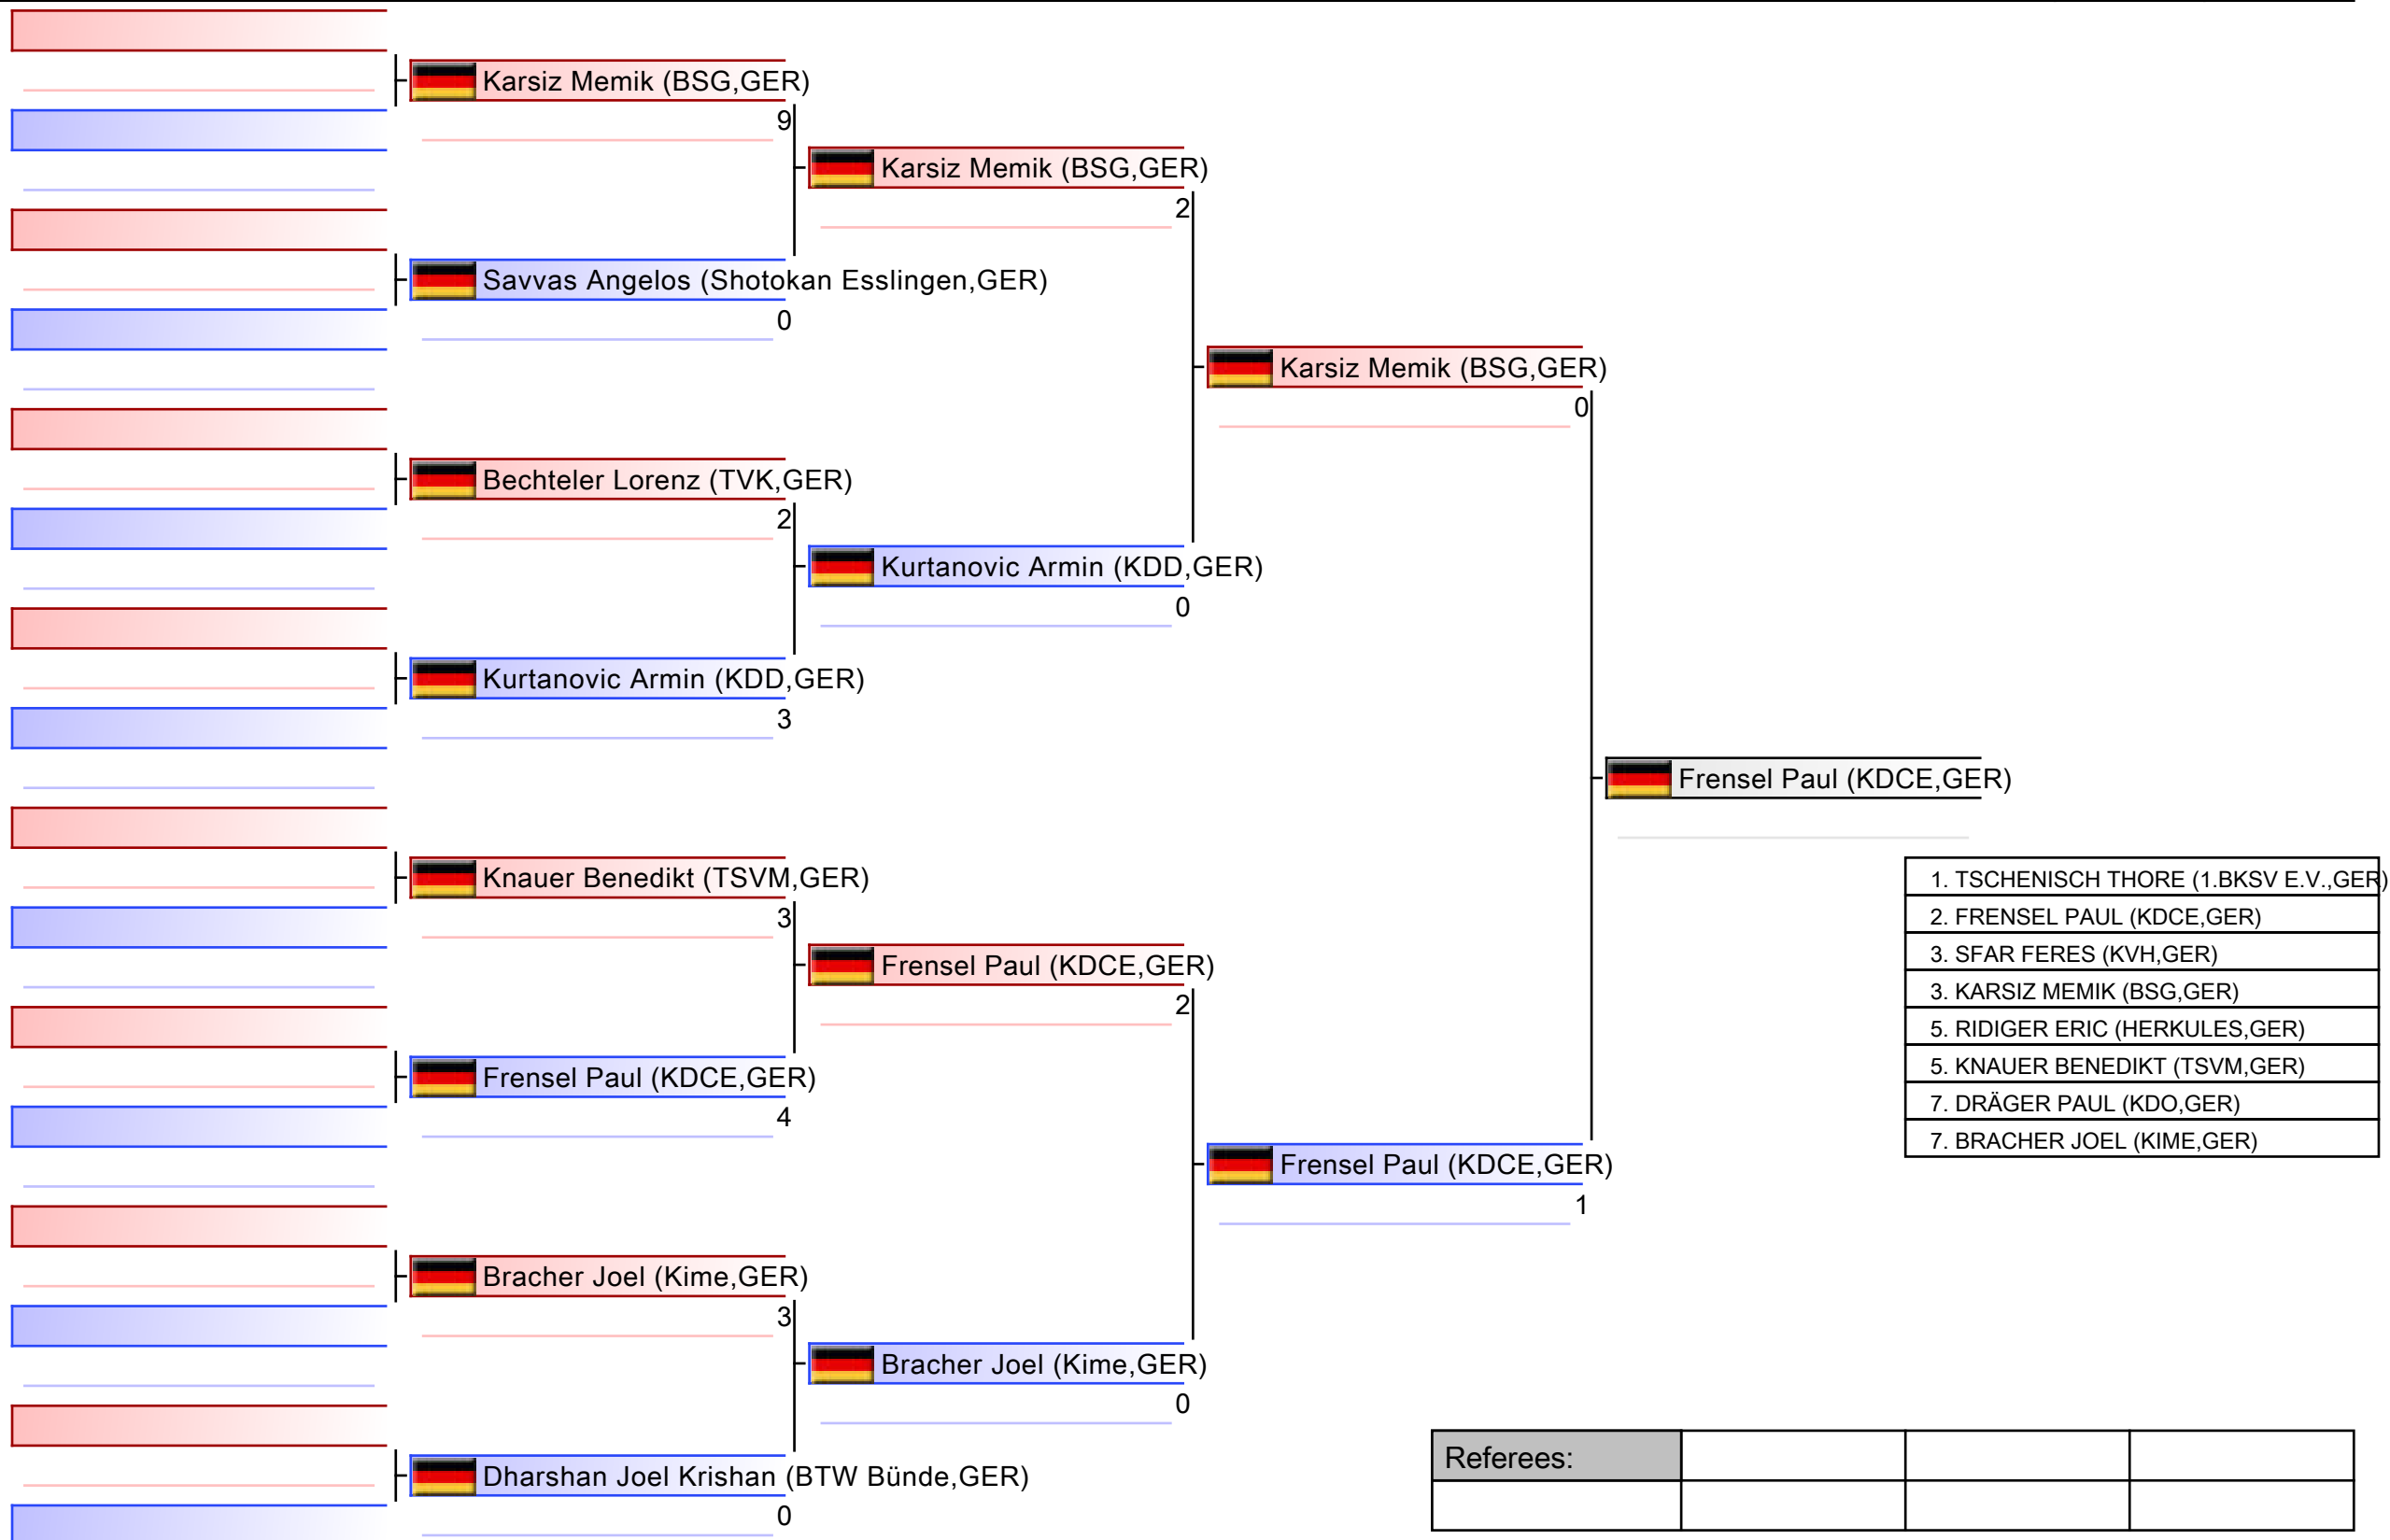 Karsiz Memik (BSG,GER)
9
Savvas Angelos (Shotokan Esslingen,GER)
0
Bechteler Lorenz (TVK,GER)
2
Kurtanovic Armin (KDD,GER)
3
Knauer Benedikt (TSVM,GER)
3
Frensel Paul (KDCE,GER)
4
Bracher Joel (Kime,GER)
3
Dharshan Joel Krishan (BTW Bünde,GER)
0
Karsiz Memik (BSG,GER)
2
Kurtanovic Armin (KDD,GER)
0
Frensel Paul (KDCE,GER)
2
Bracher Joel (Kime,GER)
0
Karsiz Memik (BSG,GER)
0
Frensel Paul (KDCE,GER)
1
Frensel Paul (KDCE,GER)
1. TSCHENISCH THORE (1.BKSV E.V.,GER)
2. FRENSEL PAUL (KDCE,GER)
3. SFAR FERES (KVH,GER)
3. KARSIZ MEMIK (BSG,GER)
5. RIDIGER ERIC (HERKULES,GER)
5. KNAUER BENEDIKT (TSVM,GER)
7. DRÄGER PAUL (KDO,GER)
7. BRACHER JOEL (KIME,GER)
Referees: